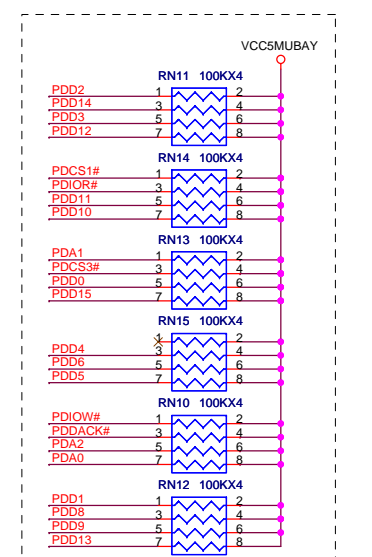 VCC5MUBAY
RN11 100KX4
PDD2 1 2
PDD14 3 4
PDD3 5 6
PDD12 7 8
RN14 100KX4
PDCS1# 1 2
PDIOR# 3 4
PDD11 5 6
PDD10 7 8
RN13 100KX4
PDA1 1 2
PDCS3# 3 4
PDD0 5 6
PDD15 7 8
RN15 100KX4
1 2
PDD4 3 4
PDD6 5 6
PDD5 7 8
RN10 100KX4
PDIOW# 1 2
PDDACK# 3 4
PDA2 5 6
PDA0 7 8
RN12 100KX4
PDD1 1 2
PDD8 3 4
PDD9 5 6
PDD13 7 8